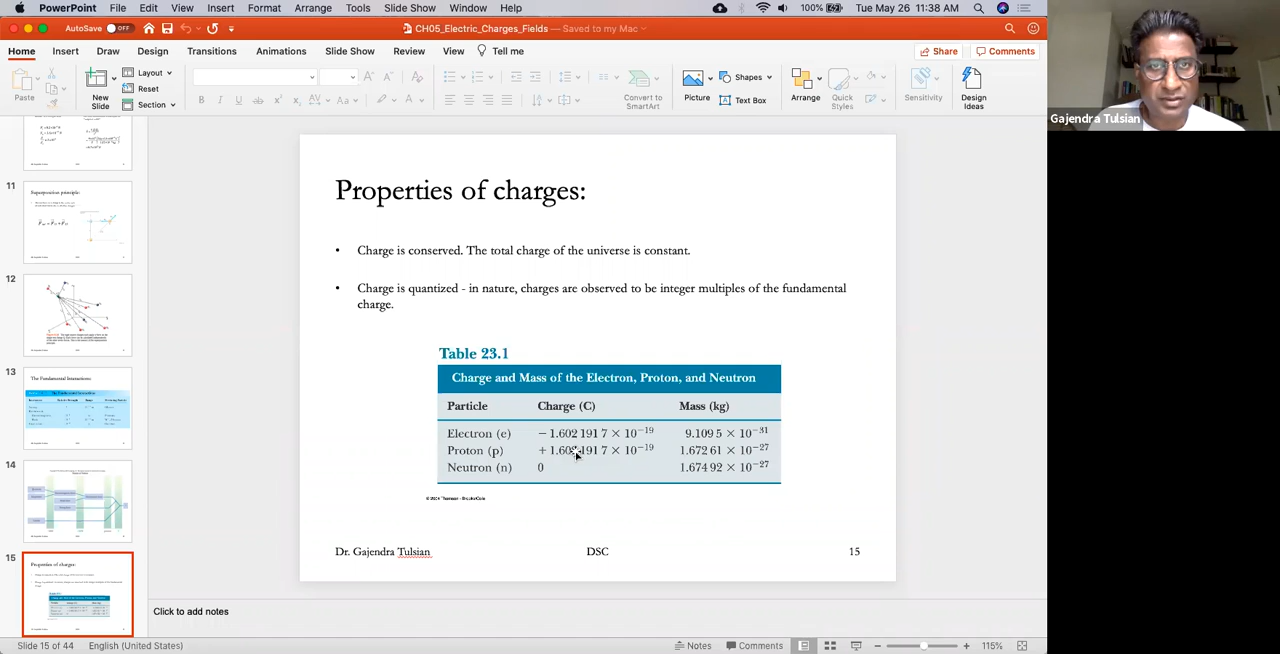 PowerPoint File Edit View Insert Format Arrange Tools Slide Show Window Help 100% Tue May 26 11:38 AM
AutoSave OFF CH05_Electric_Charges_Fields — Saved to my Mac
Home Insert Draw Design Transitions Animations Slide Show Review View Tell me Share Comments
Paste New Slide Layout Reset Section Convert to SmartArt Picture Shapes Text Box Arrange Quick Styles Sensitivity Design Ideas
Gajendra Tulsian
11
Superposition principle:
12
13
The Fundamental Interactions:
14
15
Properties of charges:
Properties of charges:
• Charge is conserved. The total charge of the universe is constant.
• Charge is quantized - in nature, charges are observed to be integer multiples of the fundamental
charge.
Table 23.1
Charge and Mass of the Electron, Proton, and Neutron
Particle Charge (C) Mass (kg)
Electron (e) − 1.602 191 7 × 10−19 9.109 5 × 10−31
Proton (p) + 1.602 191 7 × 10−19 1.672 61 × 10−27
Neutron (n) 0 1.674 92 × 10−27
© 2004 Thomson - Brooks/Cole
Dr. Gajendra Tulsian DSC 15
Click to add notes
Slide 15 of 44 English (United States) Notes Comments 115%